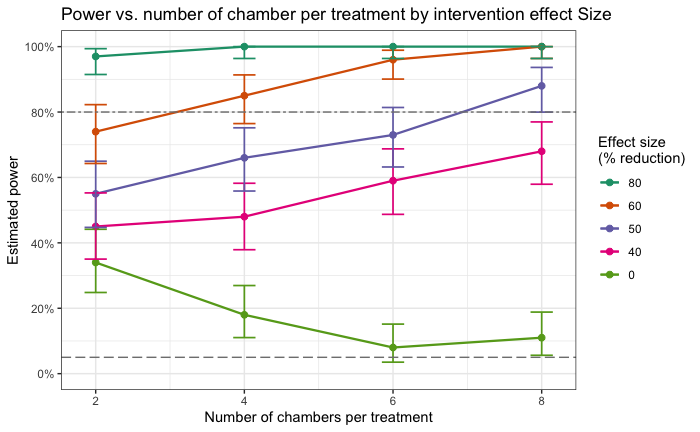 Power vs. number of chamber per treatment by intervention effect Size
100%
80%
60%
40%
20%
0%
Estimated power
2 4 6 8
Number of chambers per treatment
Effect size
(% reduction)
80
60
50
40
0